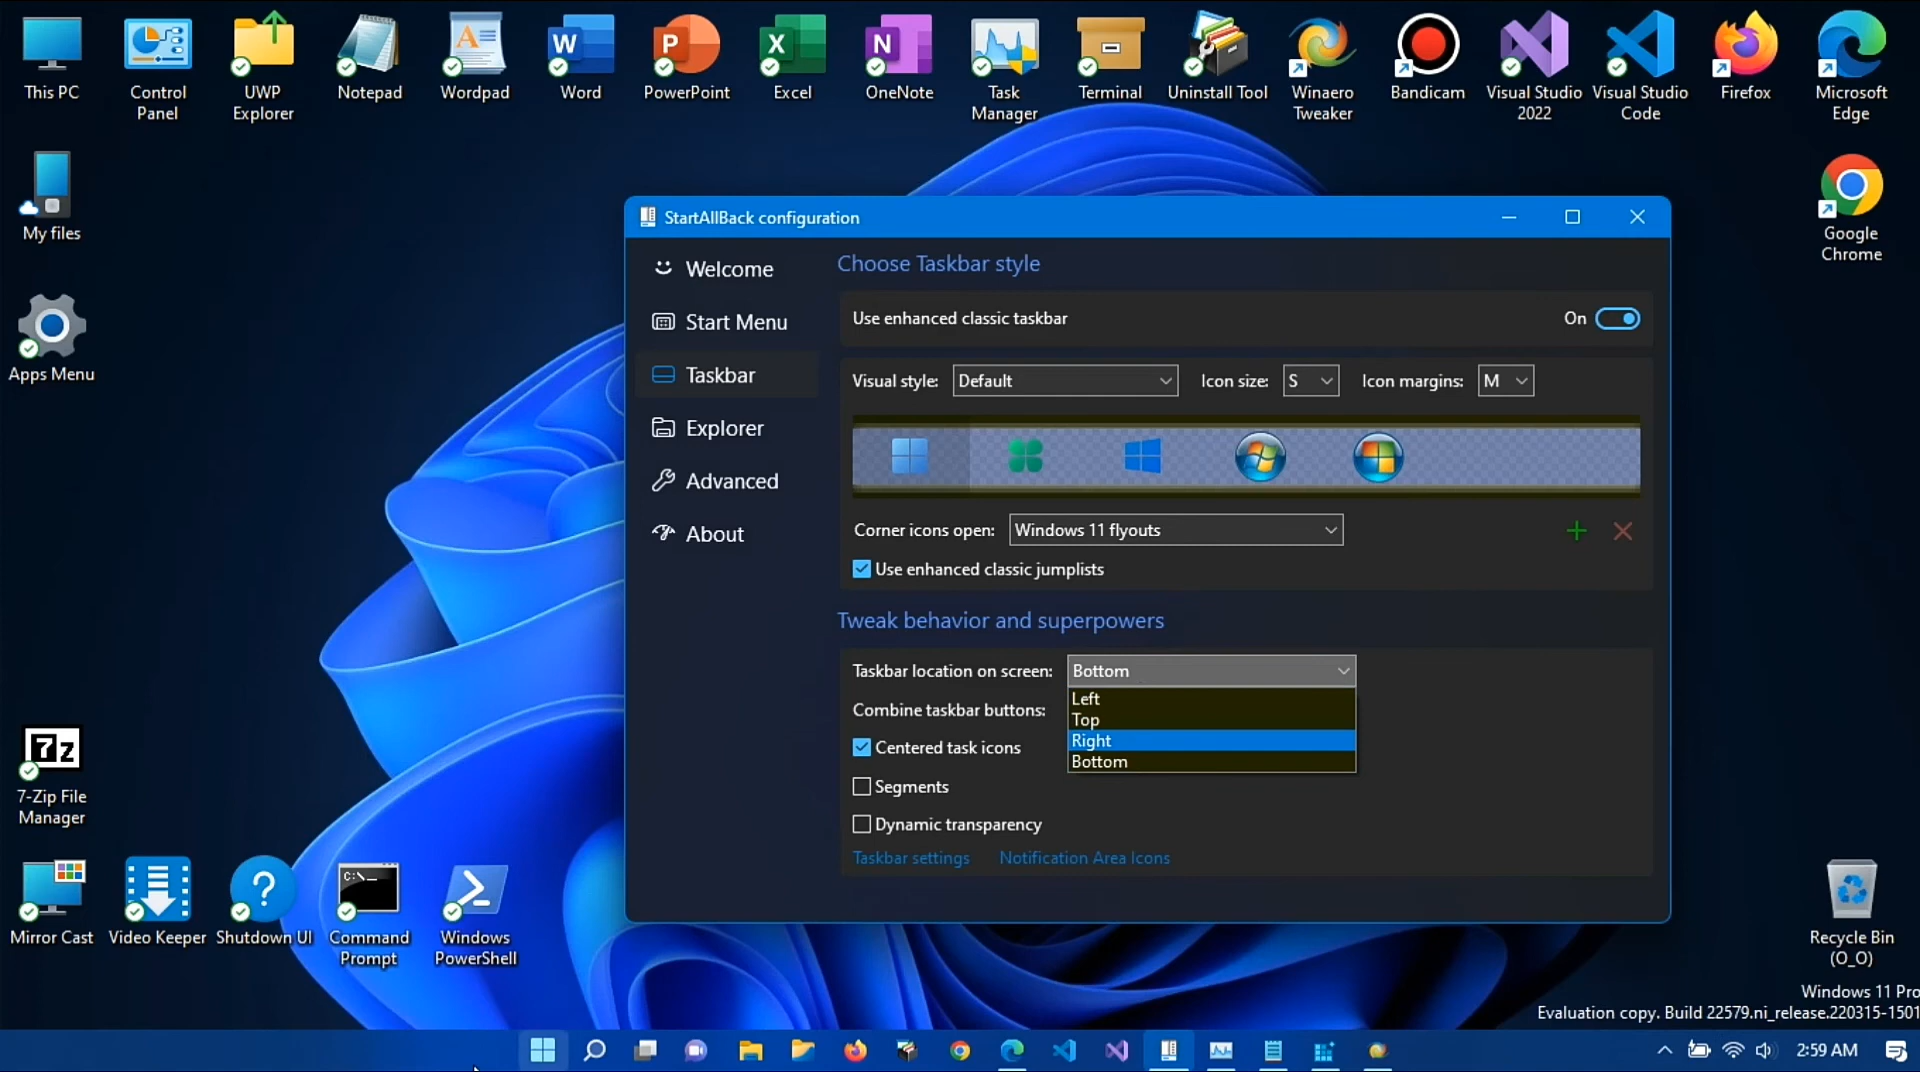 This PC
Control
Panel
UWP
Explorer
Notepad
Wordpad
Word
PowerPoint
Excel
OneNote
Task
Manager
Terminal
Uninstall Tool
Winaero
Tweaker
Bandicam
Visual Studio
2022
Visual Studio
Code
Firefox
Microsoft
Edge
My files
Google
Chrome
Apps Menu
StartAllBack configuration
Welcome
Start Menu
Taskbar
Explorer
Advanced
About
Choose Taskbar style
Use enhanced classic taskbar
On
Visual style: Default
Icon size: S
Icon margins: M
Corner icons open: Windows 11 flyouts
Use enhanced classic jumplists
Tweak behavior and superpowers
Taskbar location on screen: Bottom
Left
Top
Right
Bottom
Combine taskbar buttons:
Centered task icons
Segments
Dynamic transparency
Taskbar settings
Notification Area Icons
7z
7-Zip File
Manager
C:\_
Mirror Cast
Video Keeper
Shutdown UI
Command
Prompt
Windows
PowerShell
Recycle Bin
(O_O)
Windows 11 Pro
Evaluation copy. Build 22579.ni_release.220315-1501
2:59 AM